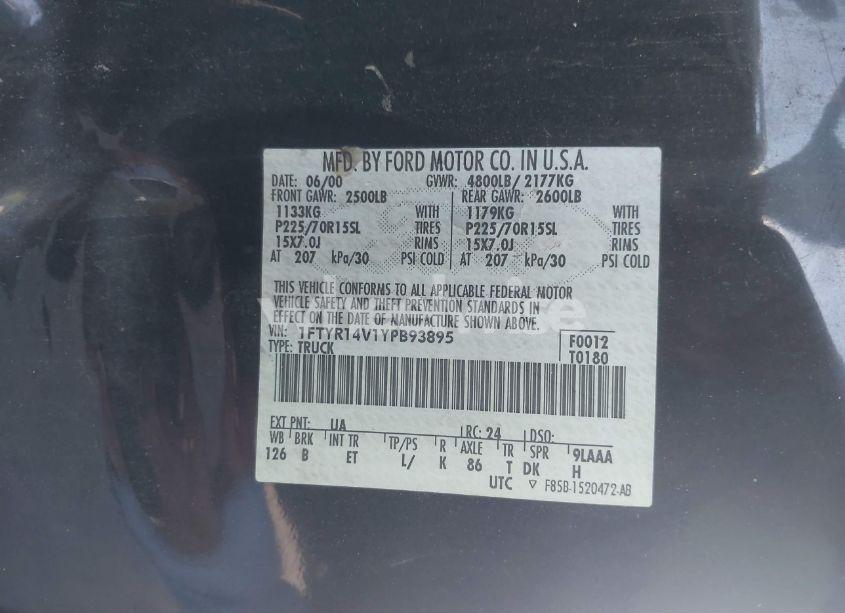 MFD. BY FORD MOTOR CO. IN U.S.A.
DATE: 06/00 GVWR: 4800LB/ 2177KG
FRONT GAWR: 2500LB REAR GAWR: 2600LB
1133KG WITH 1179KG WITH
P225/70R15SL TIRES P225/70R15SL TIRES
15X7.0J RIMS 15X7.0J RIMS
AT 207 kPa/30 PSI COLD AT 207 kPa/30 PSI COLD
THIS VEHICLE CONFORMS TO ALL APPLICABLE FEDERAL MOTOR
VEHICLE SAFETY AND THEFT PREVENTION STANDARDS IN
EFFECT ON THE DATE OF MANUFACTURE SHOWN ABOVE.
VIN: 1FTYR14V1YPB93895 F0012
TYPE: TRUCK T0180
EXT PNT: UA RC: 24 DSO:
WB BRK INT TR TP/PS R AXLE TR SPR 9LAAA
126 B ET L/ K 86 T DK H
UTC ▽ F85B-1520472-AB